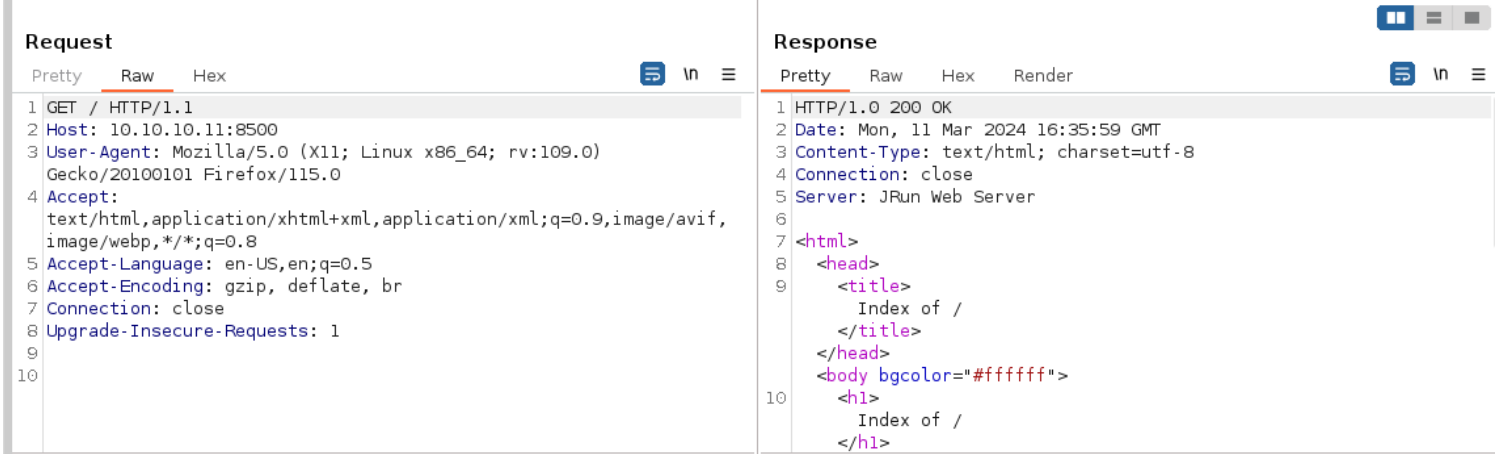 Request
Pretty Raw Hex
\n
1 GET / HTTP/1.1
2 Host: 10.10.10.11:8500
3 User-Agent: Mozilla/5.0 (X11; Linux x86_64; rv:109.0)
Gecko/20100101 Firefox/115.0
4 Accept:
text/html,application/xhtml+xml,application/xml;q=0.9,image/avif,
image/webp,*/*;q=0.8
5 Accept-Language: en-US,en;q=0.5
6 Accept-Encoding: gzip, deflate, br
7 Connection: close
8 Upgrade-Insecure-Requests: 1
9
10
Response
Pretty Raw Hex Render
\n
1 HTTP/1.0 200 OK
2 Date: Mon, 11 Mar 2024 16:35:59 GMT
3 Content-Type: text/html; charset=utf-8
4 Connection: close
5 Server: JRun Web Server
6
7 <html>
8 <head>
9 <title>
Index of /
</title>
</head>
<body bgcolor="#ffffff">
10 <h1>
Index of /
</h1>